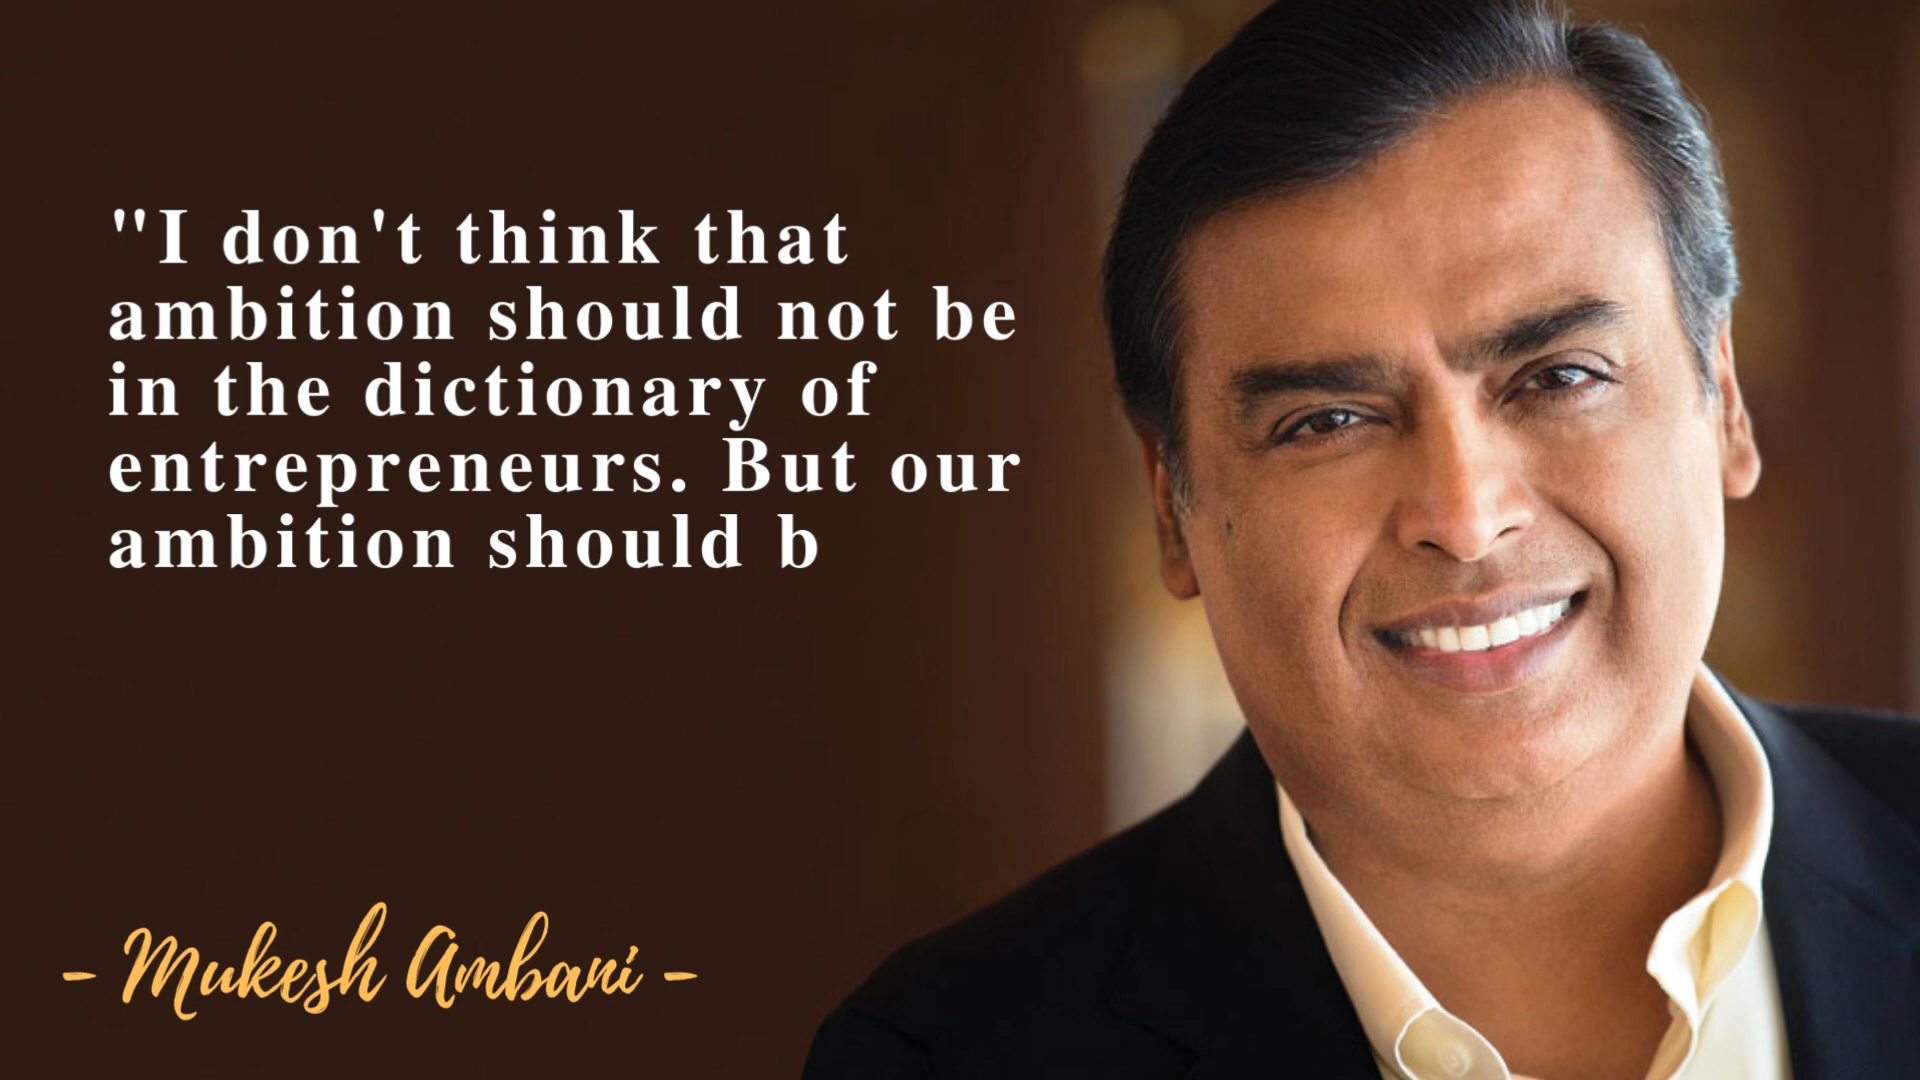 "I don't think that
ambition should not be
in the dictionary of
entrepreneurs. But our
ambition should b
- Mukesh Ambani -